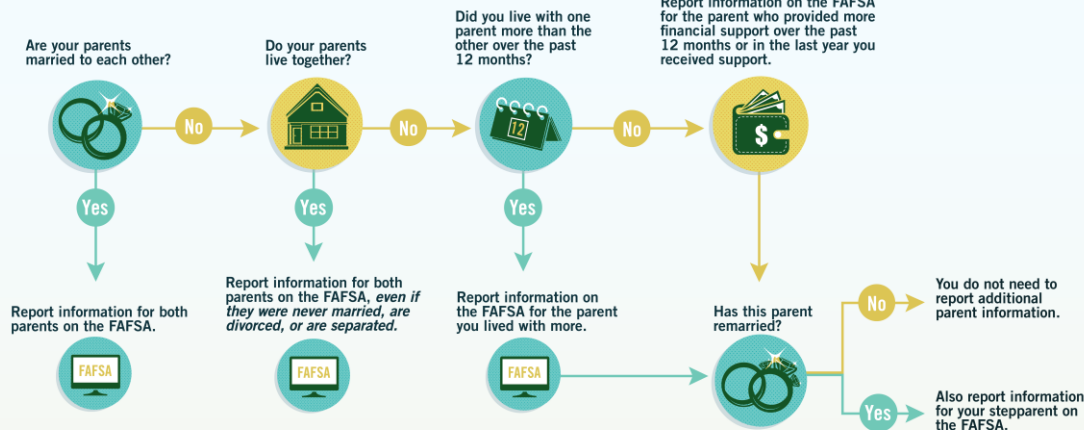 Are your parents
married to each other?
Do your parents
live together?
Did you live with one
parent more than the
other over the past
12 months?
Report information on the FAFSA
for the parent who provided more
financial support over the past
12 months or in the last year you
received support.
No
No
12
No
$
Yes
Yes
Yes
Report information for both
parents on the FAFSA.
FAFSA
Report information for both
parents on the FAFSA, even if
they were never married, are
divorced, or are separated.
FAFSA
Report information on
the FAFSA for the parent
you lived with more.
FAFSA
Has this parent
remarried?
No
You do not need to
report additional
parent information.
Yes
Also report information
for your stepparent on
the FAFSA.